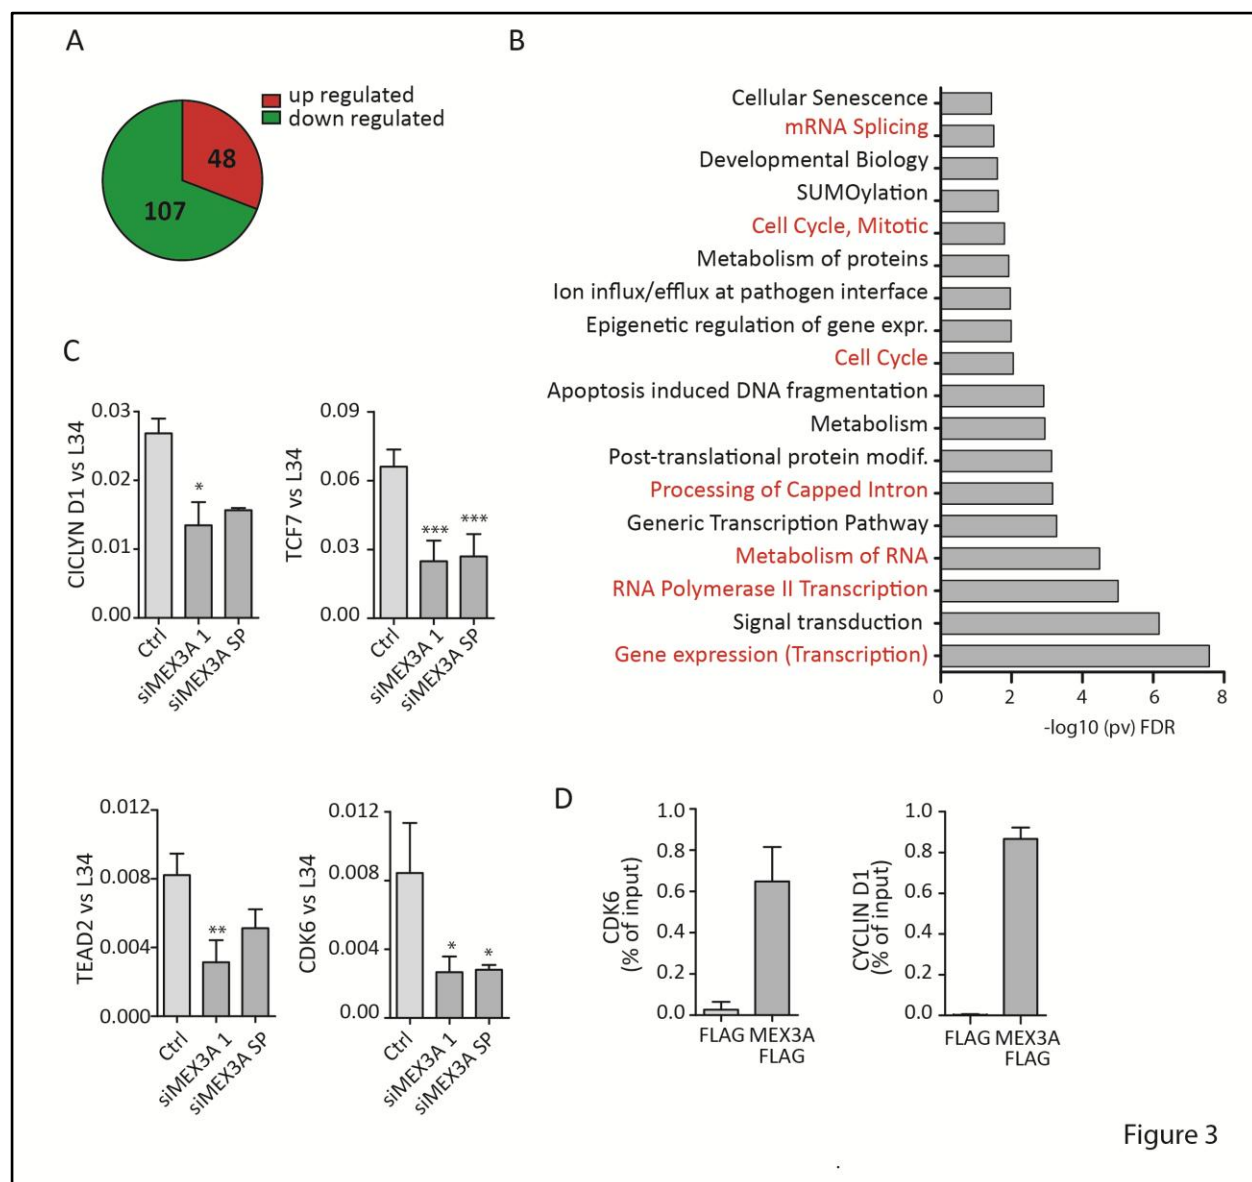 A
up regulated
down regulated
48
107
B
Cellular Senescence
mRNA Splicing
Developmental Biology
SUMOylation
Cell Cycle, Mitotic
Metabolism of proteins
Ion influx/efflux at pathogen interface
Epigenetic regulation of gene expr.
Cell Cycle
Apoptosis induced DNA fragmentation
Metabolism
Post-translational protein modif.
Processing of Capped Intron
Generic Transcription Pathway
Metabolism of RNA
RNA Polymerase II Transcription
Signal transduction
Gene expression (Transcription)
0 2 4 6 8
-log10 (pv) FDR
C
CICLYN D1 vs L34
0.03
0.02
0.01
0.00
*
Ctrl
siMEX3A 1
siMEX3A SP
TCF7 vs L34
0.09
0.06
0.03
0.00
*** ***
Ctrl
siMEX3A 1
siMEX3A SP
TEAD2 vs L34
0.012
0.008
0.004
0.000
**
Ctrl
siMEX3A 1
siMEX3A SP
CDK6 vs L34
0.012
0.008
0.004
0.00
* *
Ctrl
siMEX3A 1
siMEX3A SP
D
CDK6
(% of input)
1.0
0.8
0.6
0.4
0.2
0.0
FLAG MEX3A
FLAG
CYCLIN D1
(% of input)
1.0
0.8
0.6
0.4
0.2
0.0
FLAG MEX3A
FLAG
Figure 3